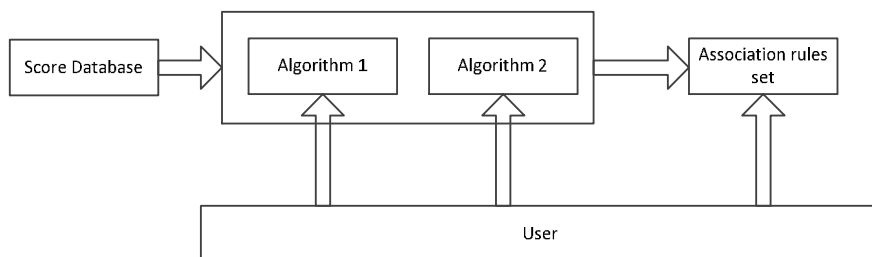 Score Database
Algorithm 1
Algorithm 2
Association rules
set
User